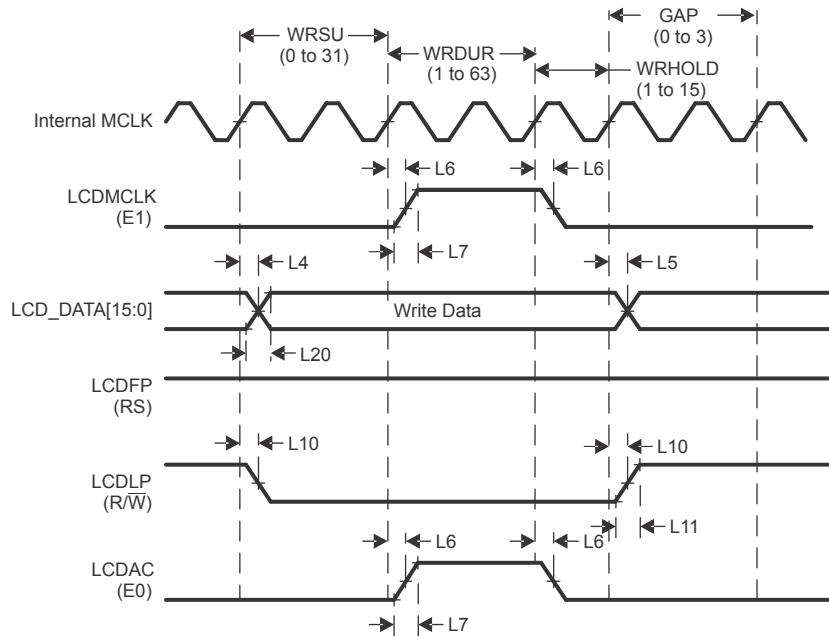 GAP
(0 to 3)
WRSU
(0 to 31)
WRDUR
(1 to 63)
WRHOLD
(1 to 15)
Internal MCLK
L6
L6
LCDMCLK
(E1)
L7
L4
L5
LCD_DATA[15:0]
Write Data
L20
LCDFP
(RS)
L10
L10
LCDLP
(R/W̅)
L11
L6
L6
LCDAC
(E0)
L7